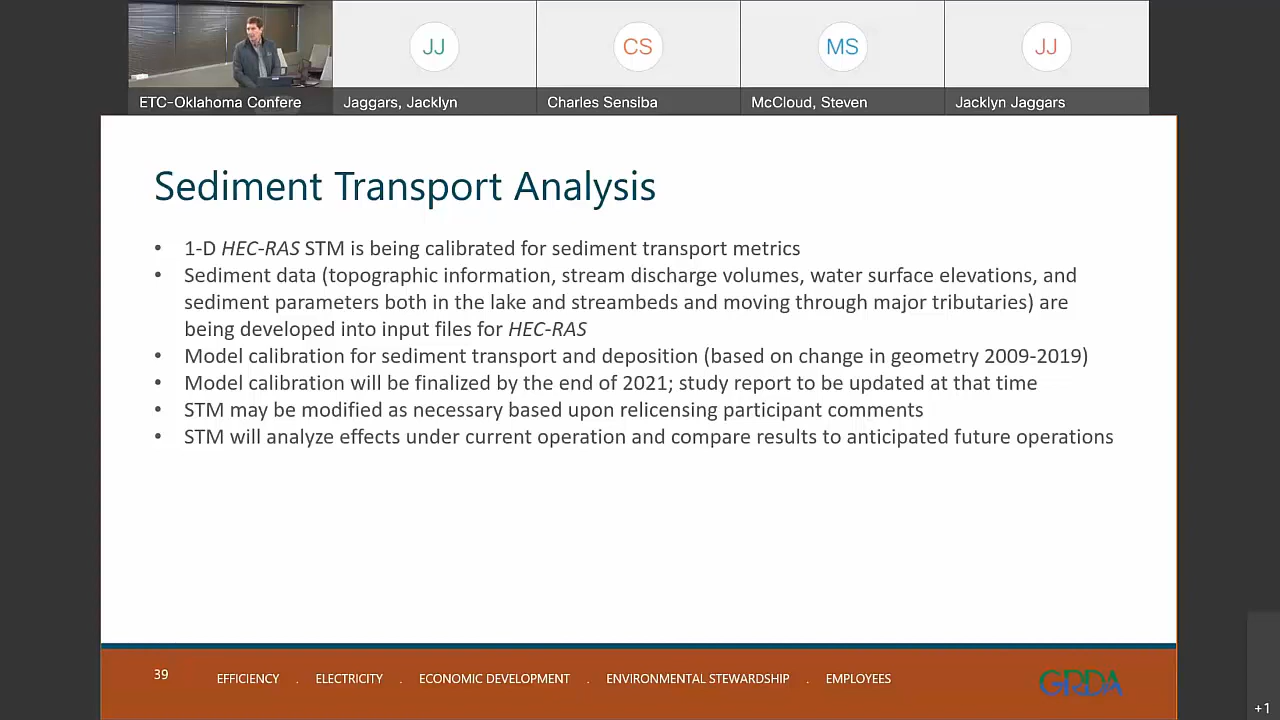 JJ
CS
MS
JJ
ETC-Oklahoma Confere
Jaggars, Jacklyn
Charles Sensiba
McCloud, Steven
Jacklyn Jaggars
Sediment Transport Analysis
• 1-D HEC-RAS STM is being calibrated for sediment transport metrics
• Sediment data (topographic information, stream discharge volumes, water surface elevations, and
sediment parameters both in the lake and streambeds and moving through major tributaries) are
being developed into input files for HEC-RAS
• Model calibration for sediment transport and deposition (based on change in geometry 2009-2019)
• Model calibration will be finalized by the end of 2021; study report to be updated at that time
• STM may be modified as necessary based upon relicensing participant comments
• STM will analyze effects under current operation and compare results to anticipated future operations
39
EFFICIENCY . ELECTRICITY . ECONOMIC DEVELOPMENT . ENVIRONMENTAL STEWARDSHIP . EMPLOYEES
GRDA
+1